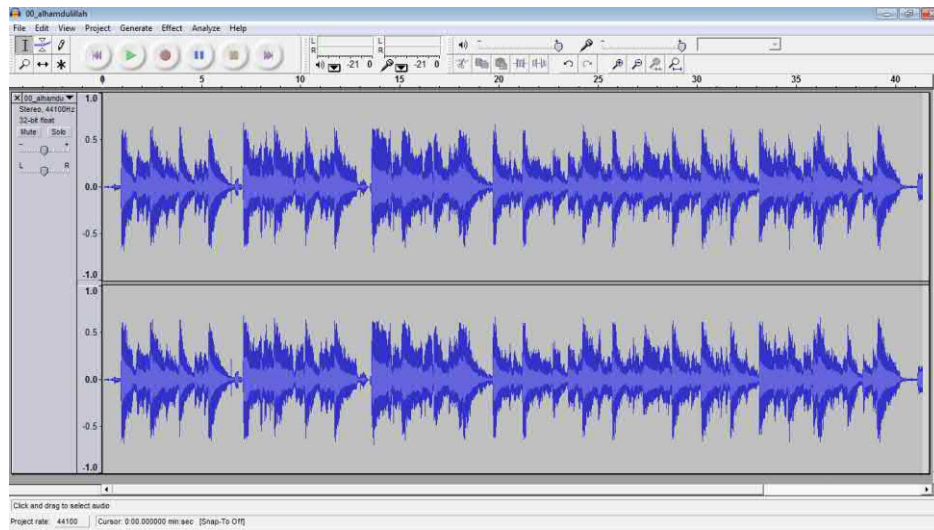 00_alhamdulillah
File Edit View Project Generate Effect Analyze Help
L
R
L
R
-21 0
-21 0
0 5 10 15 20 25 30 35 40
X 00_alhamdu
Stereo, 44100Hz
32-bit float
Mute Solo
- +
L R
1.0
0.5
0.0
-0.5
-1.0
1.0
0.5
0.0
-0.5
-1.0
Click and drag to select audio
Project rate: 44100 Cursor: 0:00.000000 min:sec [Snap-To Off]